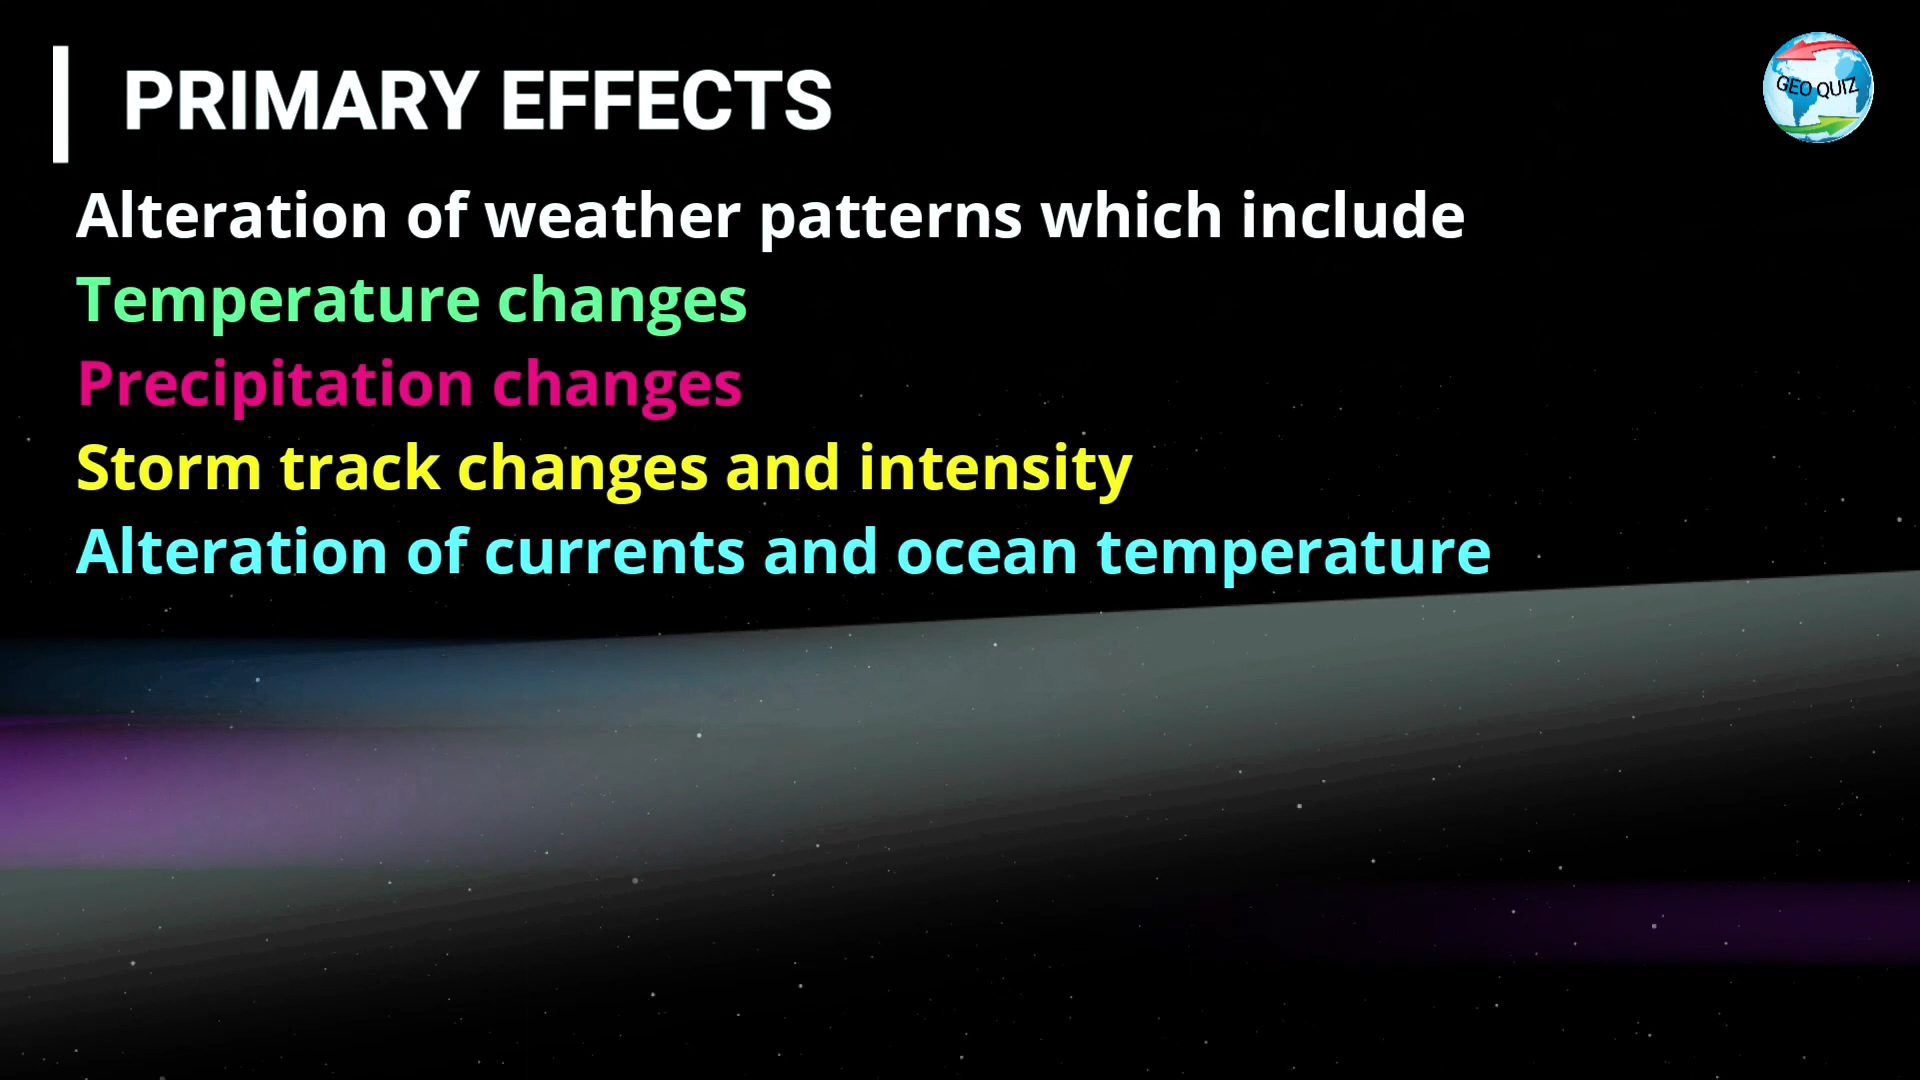 PRIMARY EFFECTS
GEO QUIZ
Alteration of weather patterns which include
Temperature changes
Precipitation changes
Storm track changes and intensity
Alteration of currents and ocean temperature